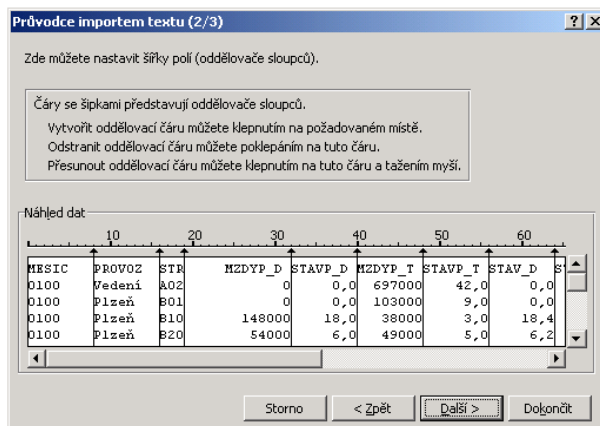 Průvodce importem textu (2/3)
Zde můžete nastavit šířky polí (oddělovače sloupců).
Čáry se šipkami představují oddělovače sloupců.
Vytvořit oddělovací čáru můžete klepnutím na požadovaném místě.
Odstranit oddělovací čáru můžete poklepáním na tuto čáru.
Přesunout oddělovací čáru můžete klepnutím na tuto čáru a tažením myší.
Náhled dat
10 20 30 40 50 60
MESIC PROVOZ STR MZDYP_D STAVP_D MZDYP_T STAVP_T STAV_D S
0100 Vedení A02 0 0,0 697000 42,0 0,0
0100 Plzeň B01 0 0,0 103000 9,0 0,0
0100 Plzeň B10 148000 18,0 38000 3,0 18,4
0100 Plzeň B20 54000 6,0 49000 5,0 6,2
Storno < Zpět Další > Dokončit